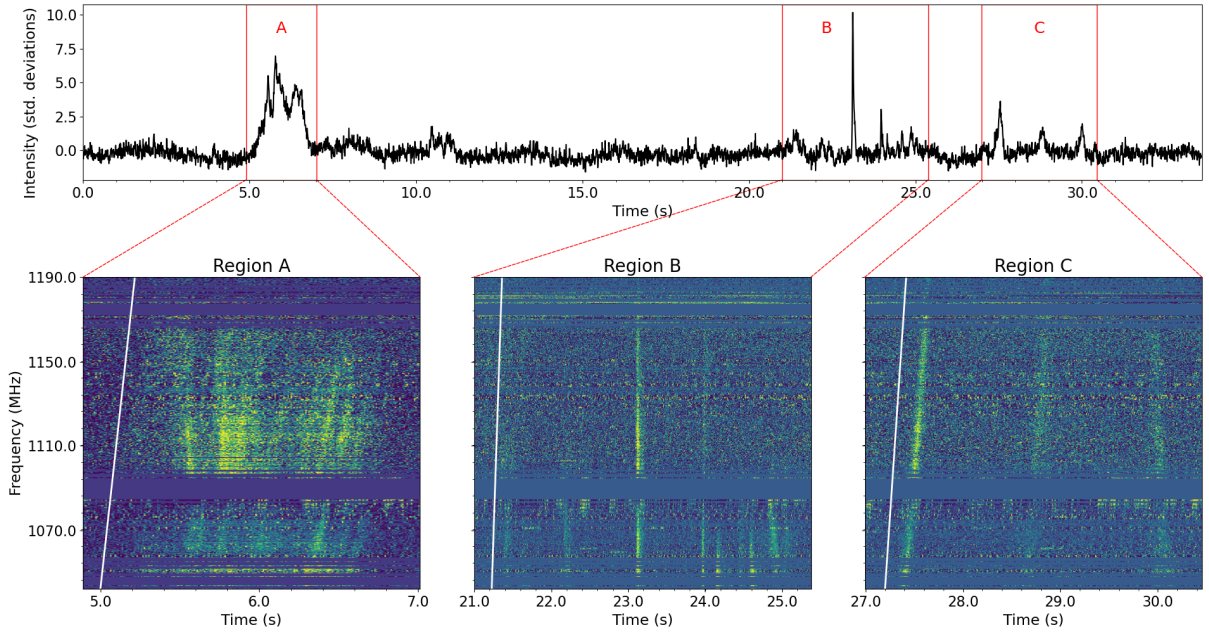 Intensity (std. deviations)
10.0
7.5
5.0
2.5
0.0
A
B
C
0.0
5.0
10.0
15.0
20.0
25.0
30.0
Time (s)
Region A
Region B
Region C
Frequency (MHz)
1190.0
1150.0
1110.0
1070.0
5.0
6.0
7.0
21.0
22.0
23.0
24.0
25.0
27.0
28.0
29.0
30.0
Time (s)
Time (s)
Time (s)